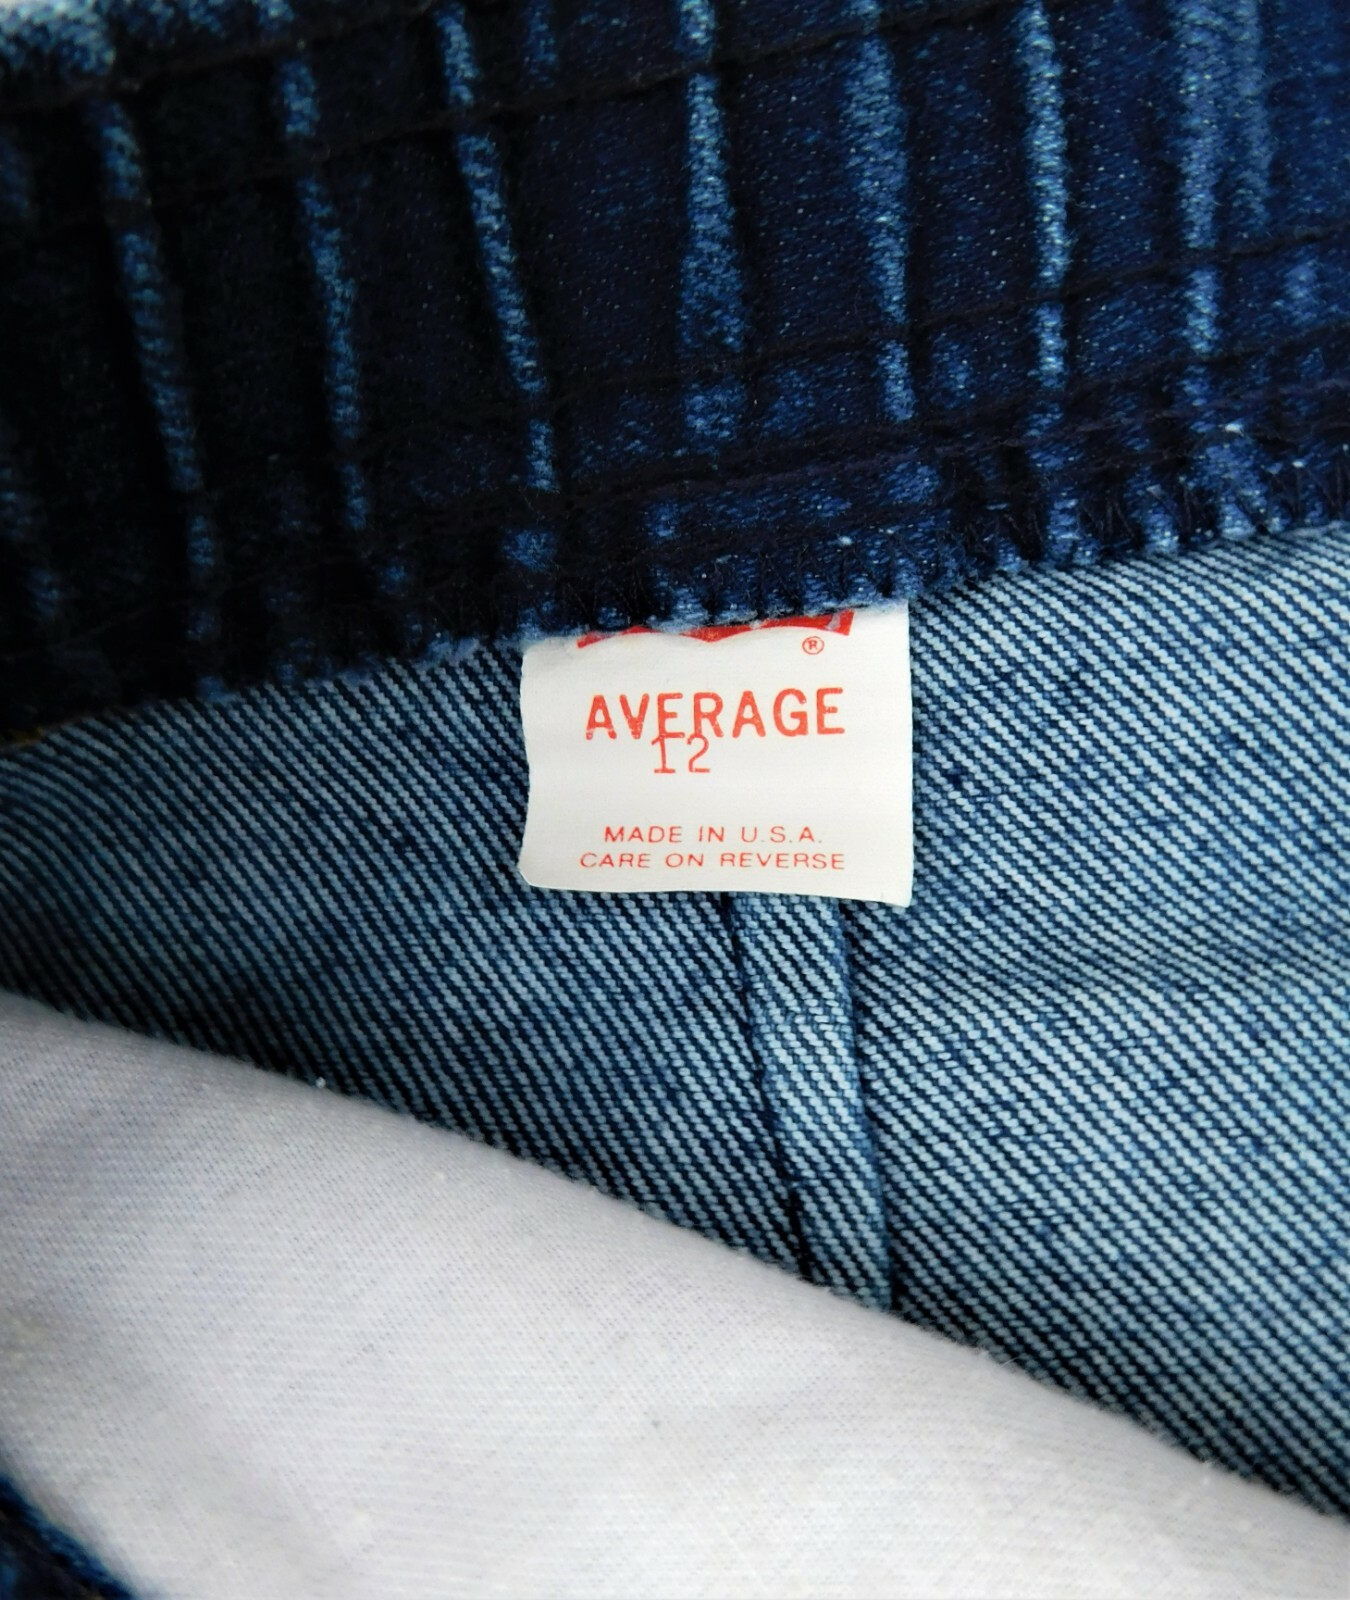 ®
AVERAGE
12
MADE IN U.S.A.
CARE ON REVERSE